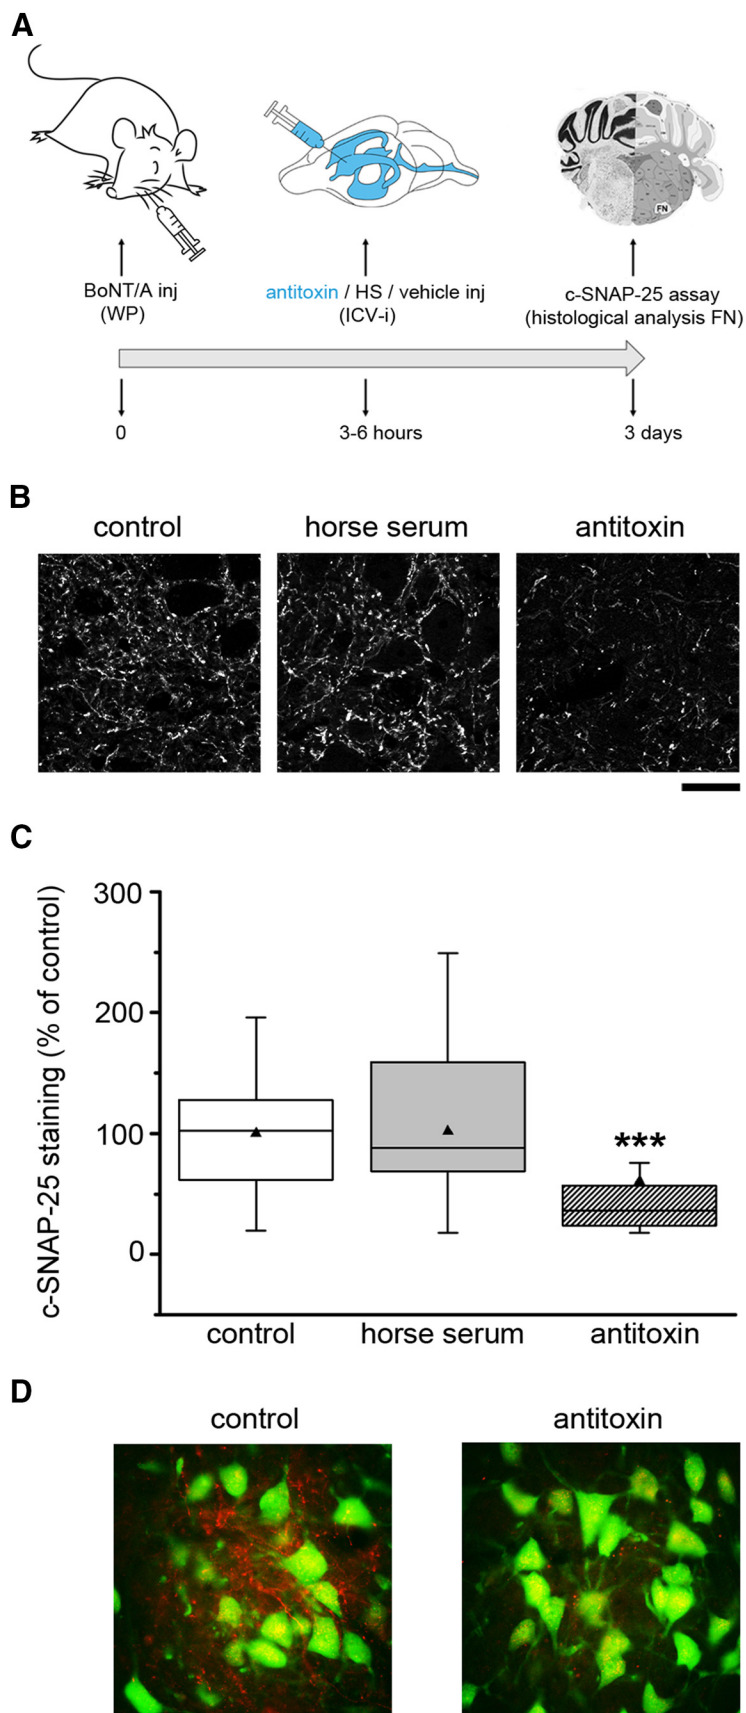 A
FN
BoNT/A inj
(WP)
antitoxin / HS / vehicle inj
(ICV-i)
c-SNAP-25 assay
(histological analysis FN)
0
3-6 hours
3 days
B
control
horse serum
antitoxin
C
c-SNAP-25 staining (% of control)
300
200
100
0
***
control
horse serum
antitoxin
D
control
antitoxin